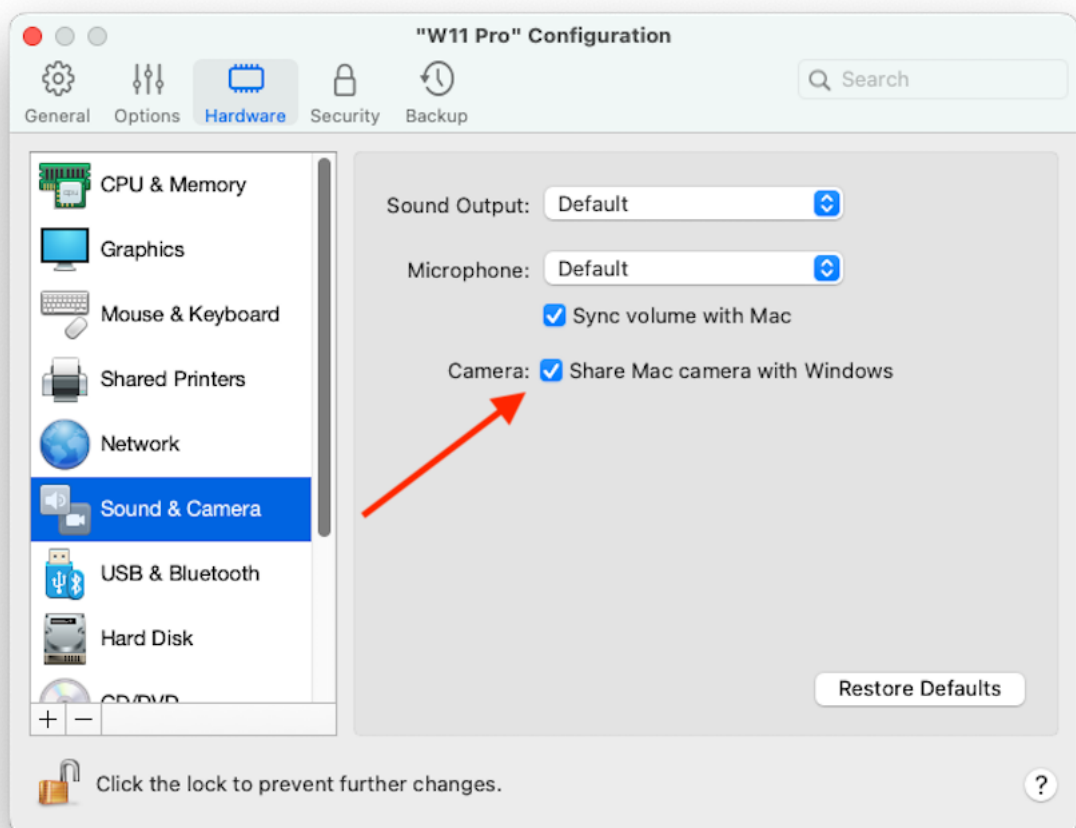 "W11 Pro" Configuration
General Options Hardware Security Backup
Search
CPU & Memory
Graphics
Mouse & Keyboard
Shared Printers
Network
Sound & Camera
USB & Bluetooth
Hard Disk
CD/DVD
+ −
Sound Output: Default
Microphone: Default
Sync volume with Mac
Camera: Share Mac camera with Windows
Restore Defaults
Click the lock to prevent further changes.
?